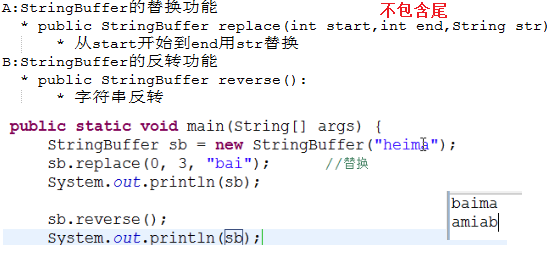 A:StringBuffer的替换功能
不包含尾
* public StringBuffer replace(int start,int end,String str)
* 从start开始到end用str替换
B:StringBuffer的反转功能
* public StringBuffer reverse():
* 字符串反转
public static void main(String[] args) {
StringBuffer sb = new StringBuffer("heima");
sb.replace(0, 3, "bai"); //替换
System.out.println(sb);
sb.reverse();
System.out.println(sb);
baima
amiab